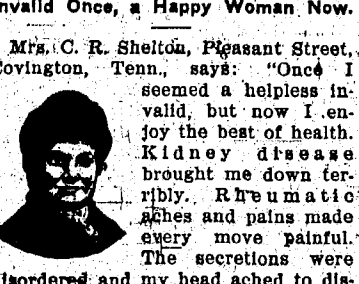 nvalid Once, a Happy Woman Now.
Mrs. C. R. Shelton, Pleasant Street,
Covington, Tenn., says: "Once I
seemed a helpless in-
valid, but now I en-
joy the best of health.
Kidney disease
brought me down ter-
ribly. Rheumatic
aches and pains made
every move painful.
The secretions were
disordered and my head ached to dis-